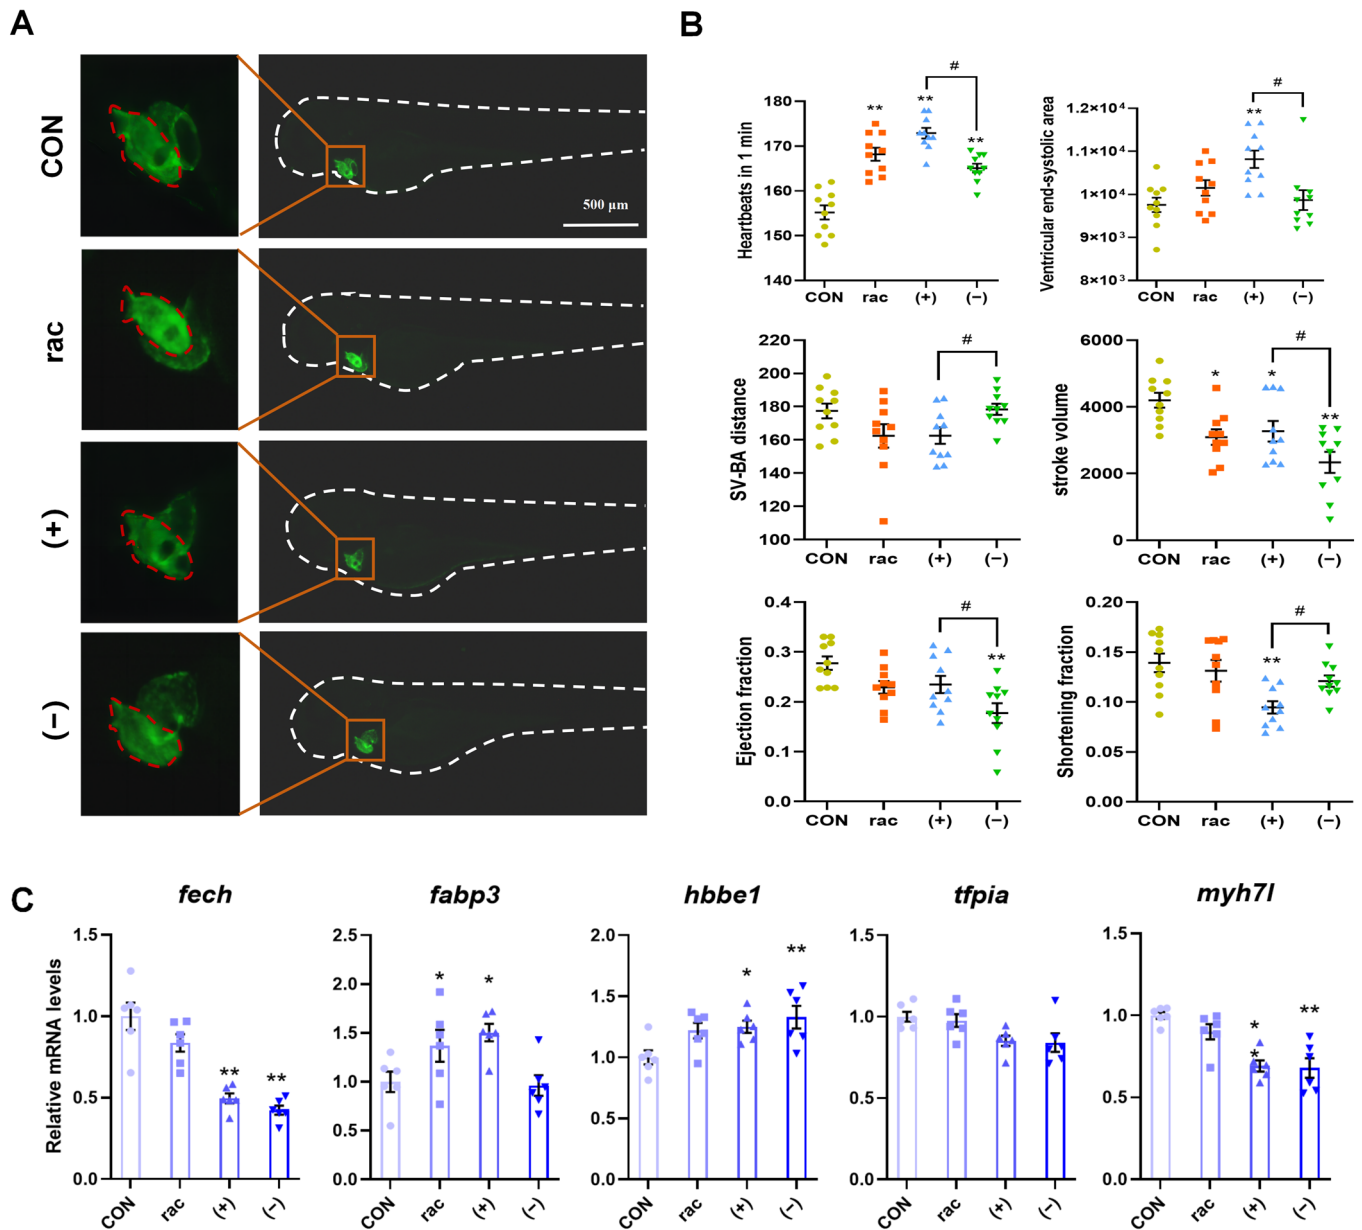 A
CON
500 µm
rac
(+)
(−)
B
Heartbeats in 1 min
180
170
160
150
140
**
**
#
**
CON
rac
(+)
(−)
Ventricular end-systolic area
1.2×10⁴
1.1×10⁴
1×10⁴
9×10³
8×10³
**
#
CON
rac
(+)
(−)
SV-BA distance
220
200
180
160
140
120
100
#
CON
rac
(+)
(−)
stroke volume
6000
4000
2000
0
*
*
#
**
CON
rac
(+)
(−)
Ejection fraction
0.4
0.3
0.2
0.1
0.0
#
**
CON
rac
(+)
(−)
Shortening fraction
0.20
0.15
0.10
0.05
0.00
**
#
CON
rac
(+)
(−)
C
Relative mRNA levels
fech
1.5
1.0
0.5
0.0
**
**
CON
rac
(+)
(−)
fabp3
2.5
2.0
1.5
1.0
0.5
0.0
*
*
CON
rac
(+)
(−)
hbbe1
2.0
1.5
1.0
0.5
0.0
*
**
CON
rac
(+)
(−)
tfpia
1.5
1.0
0.5
0.0
CON
rac
(+)
(−)
myh7l
1.5
1.0
0.5
0.0
*
*
**
CON
rac
(+)
(−)